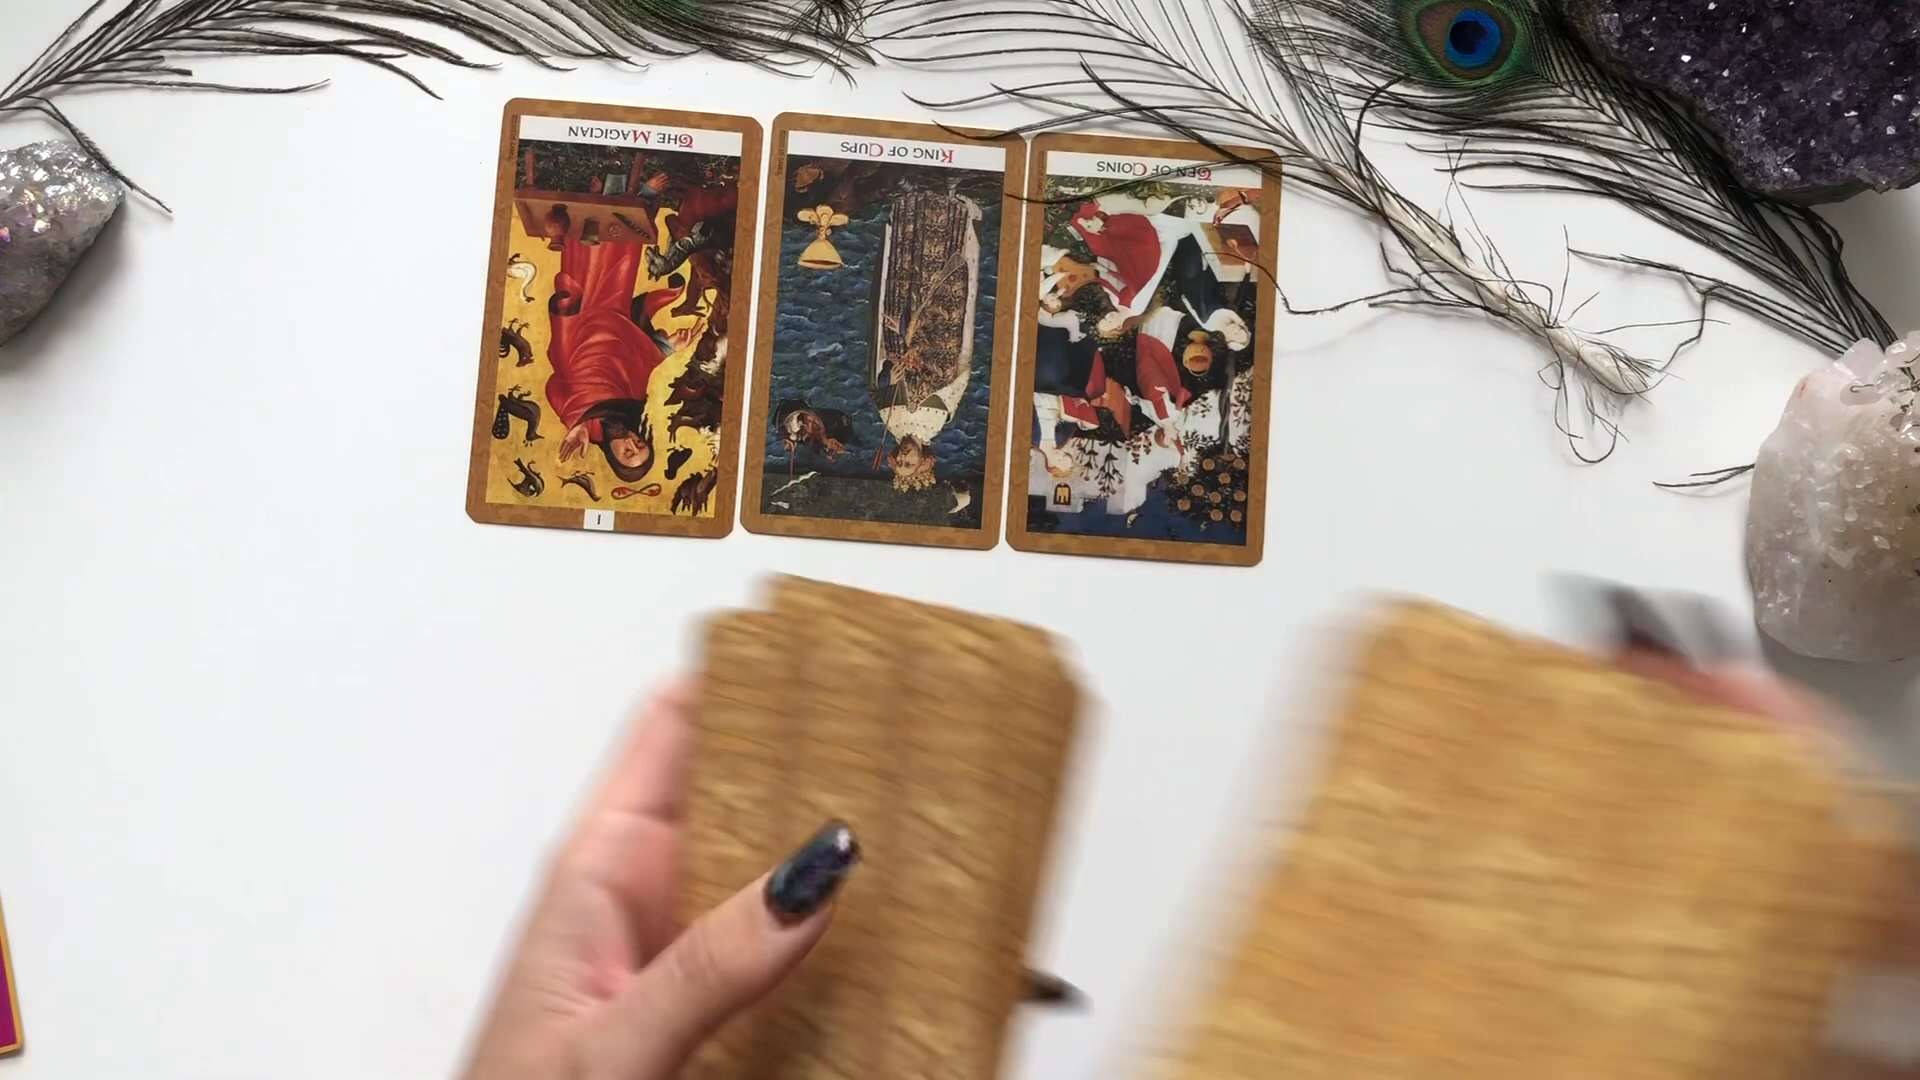 THE MAGICIAN
I
KING OF CUPS
TEN OF COINS